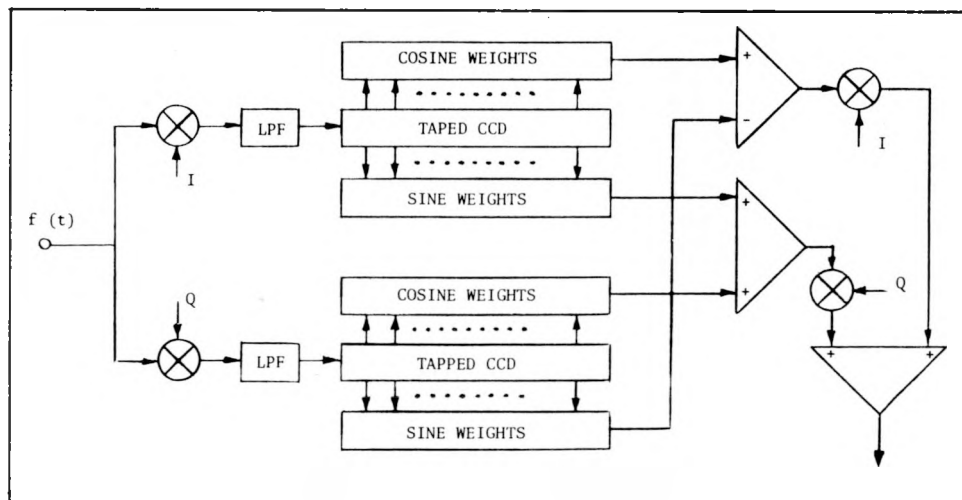 COSINE WEIGHTS
+
LPF
TAPED CCD
-
I
I
SINE WEIGHTS
+
f (t)
Q
COSINE WEIGHTS
+
Q
LPF
TAPPED CCD
+ +
SINE WEIGHTS